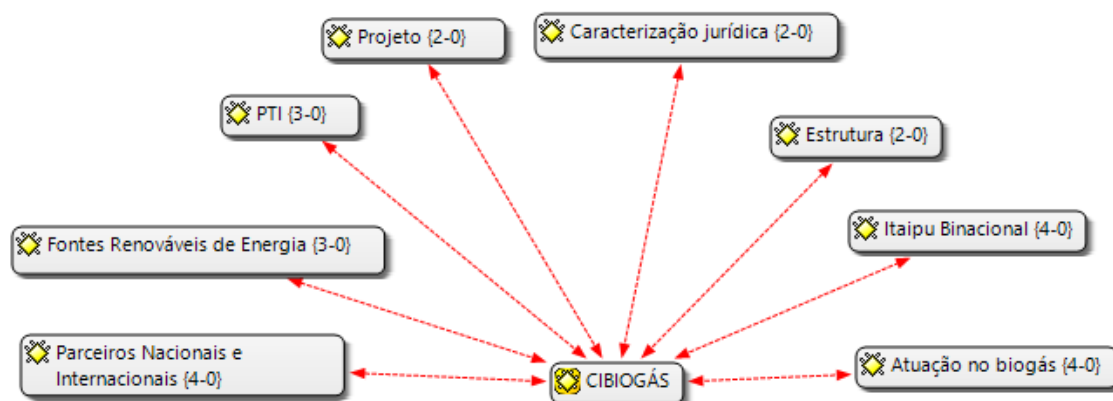 Projeto {2-0}
Caracterização jurídica {2-0}
PTI {3-0}
Estrutura {2-0}
Fontes Renováveis de Energia {3-0}
Itaipu Binacional {4-0}
Parceiros Nacionais e
Internacionais {4-0}
CIBIOGÁS
Atuação no biogás {4-0}